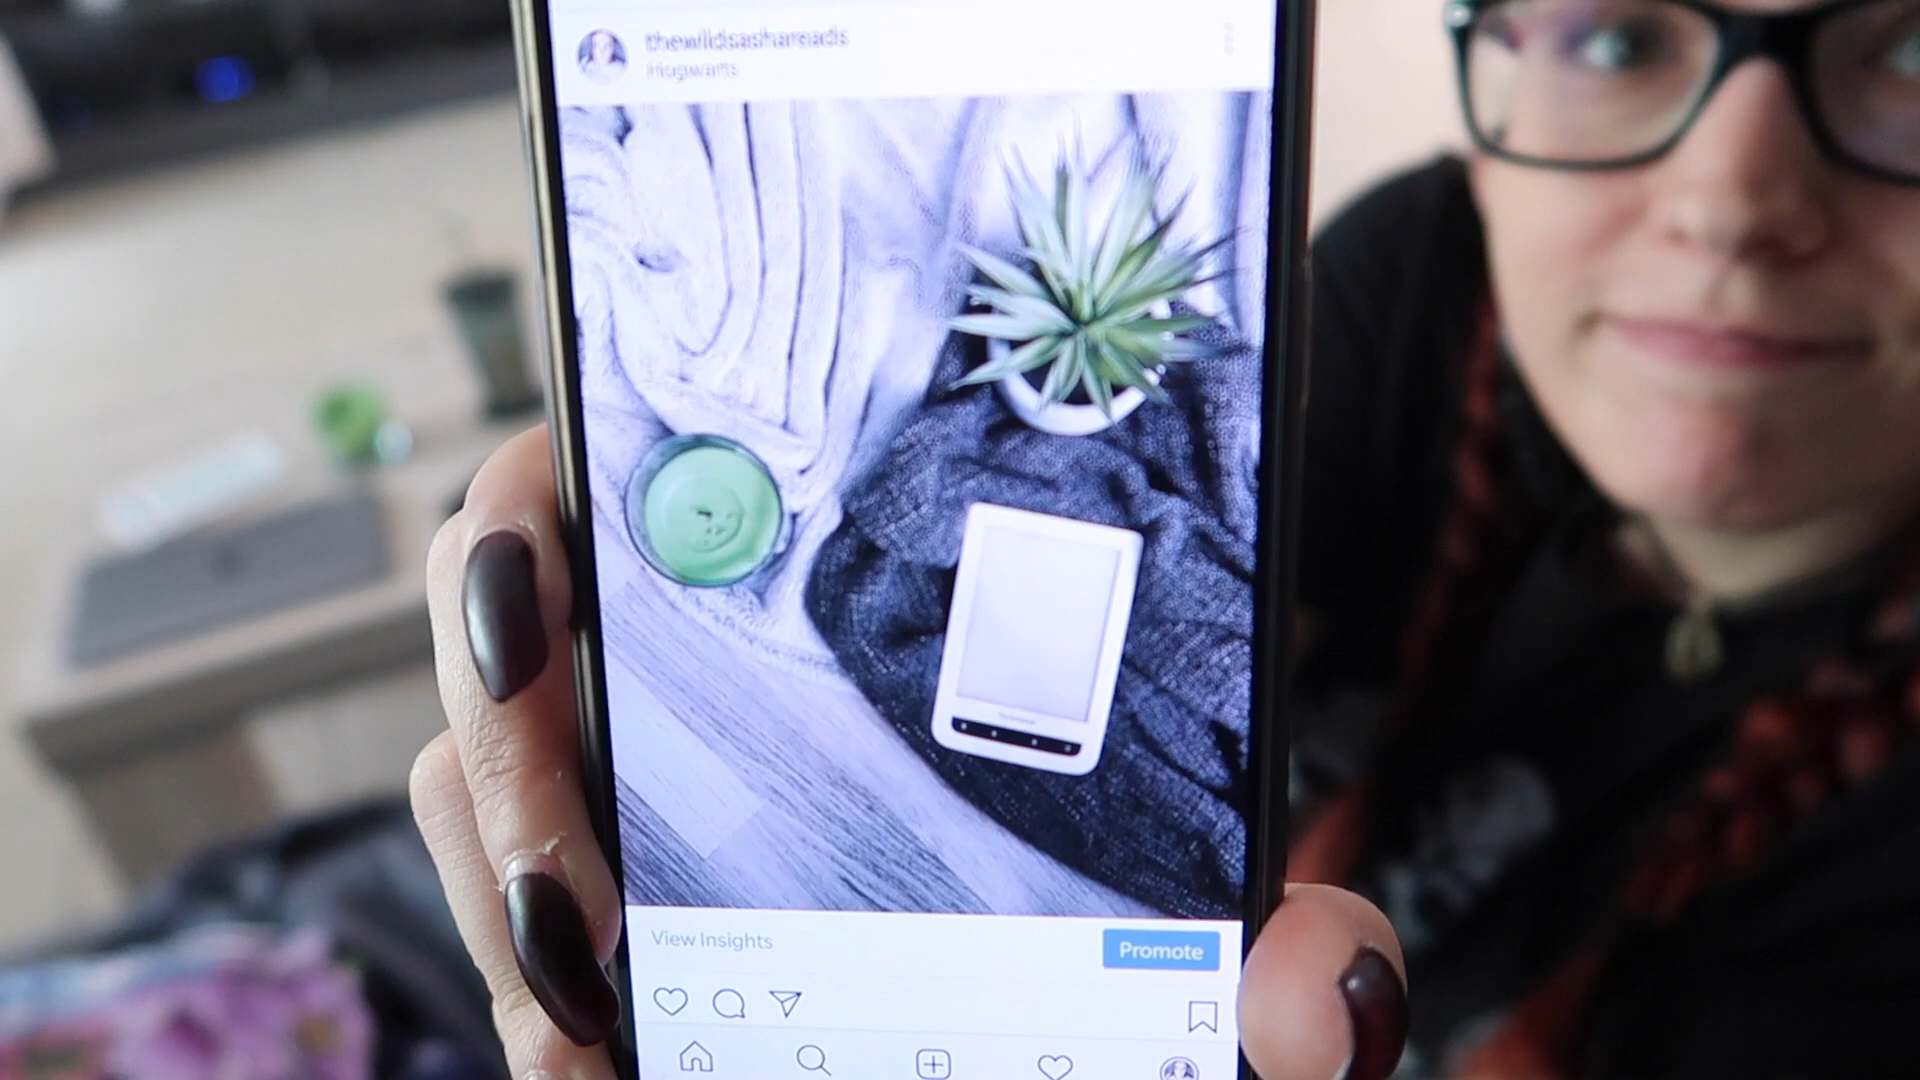 thewildsashareads
Hogwarts
View Insights
Promote